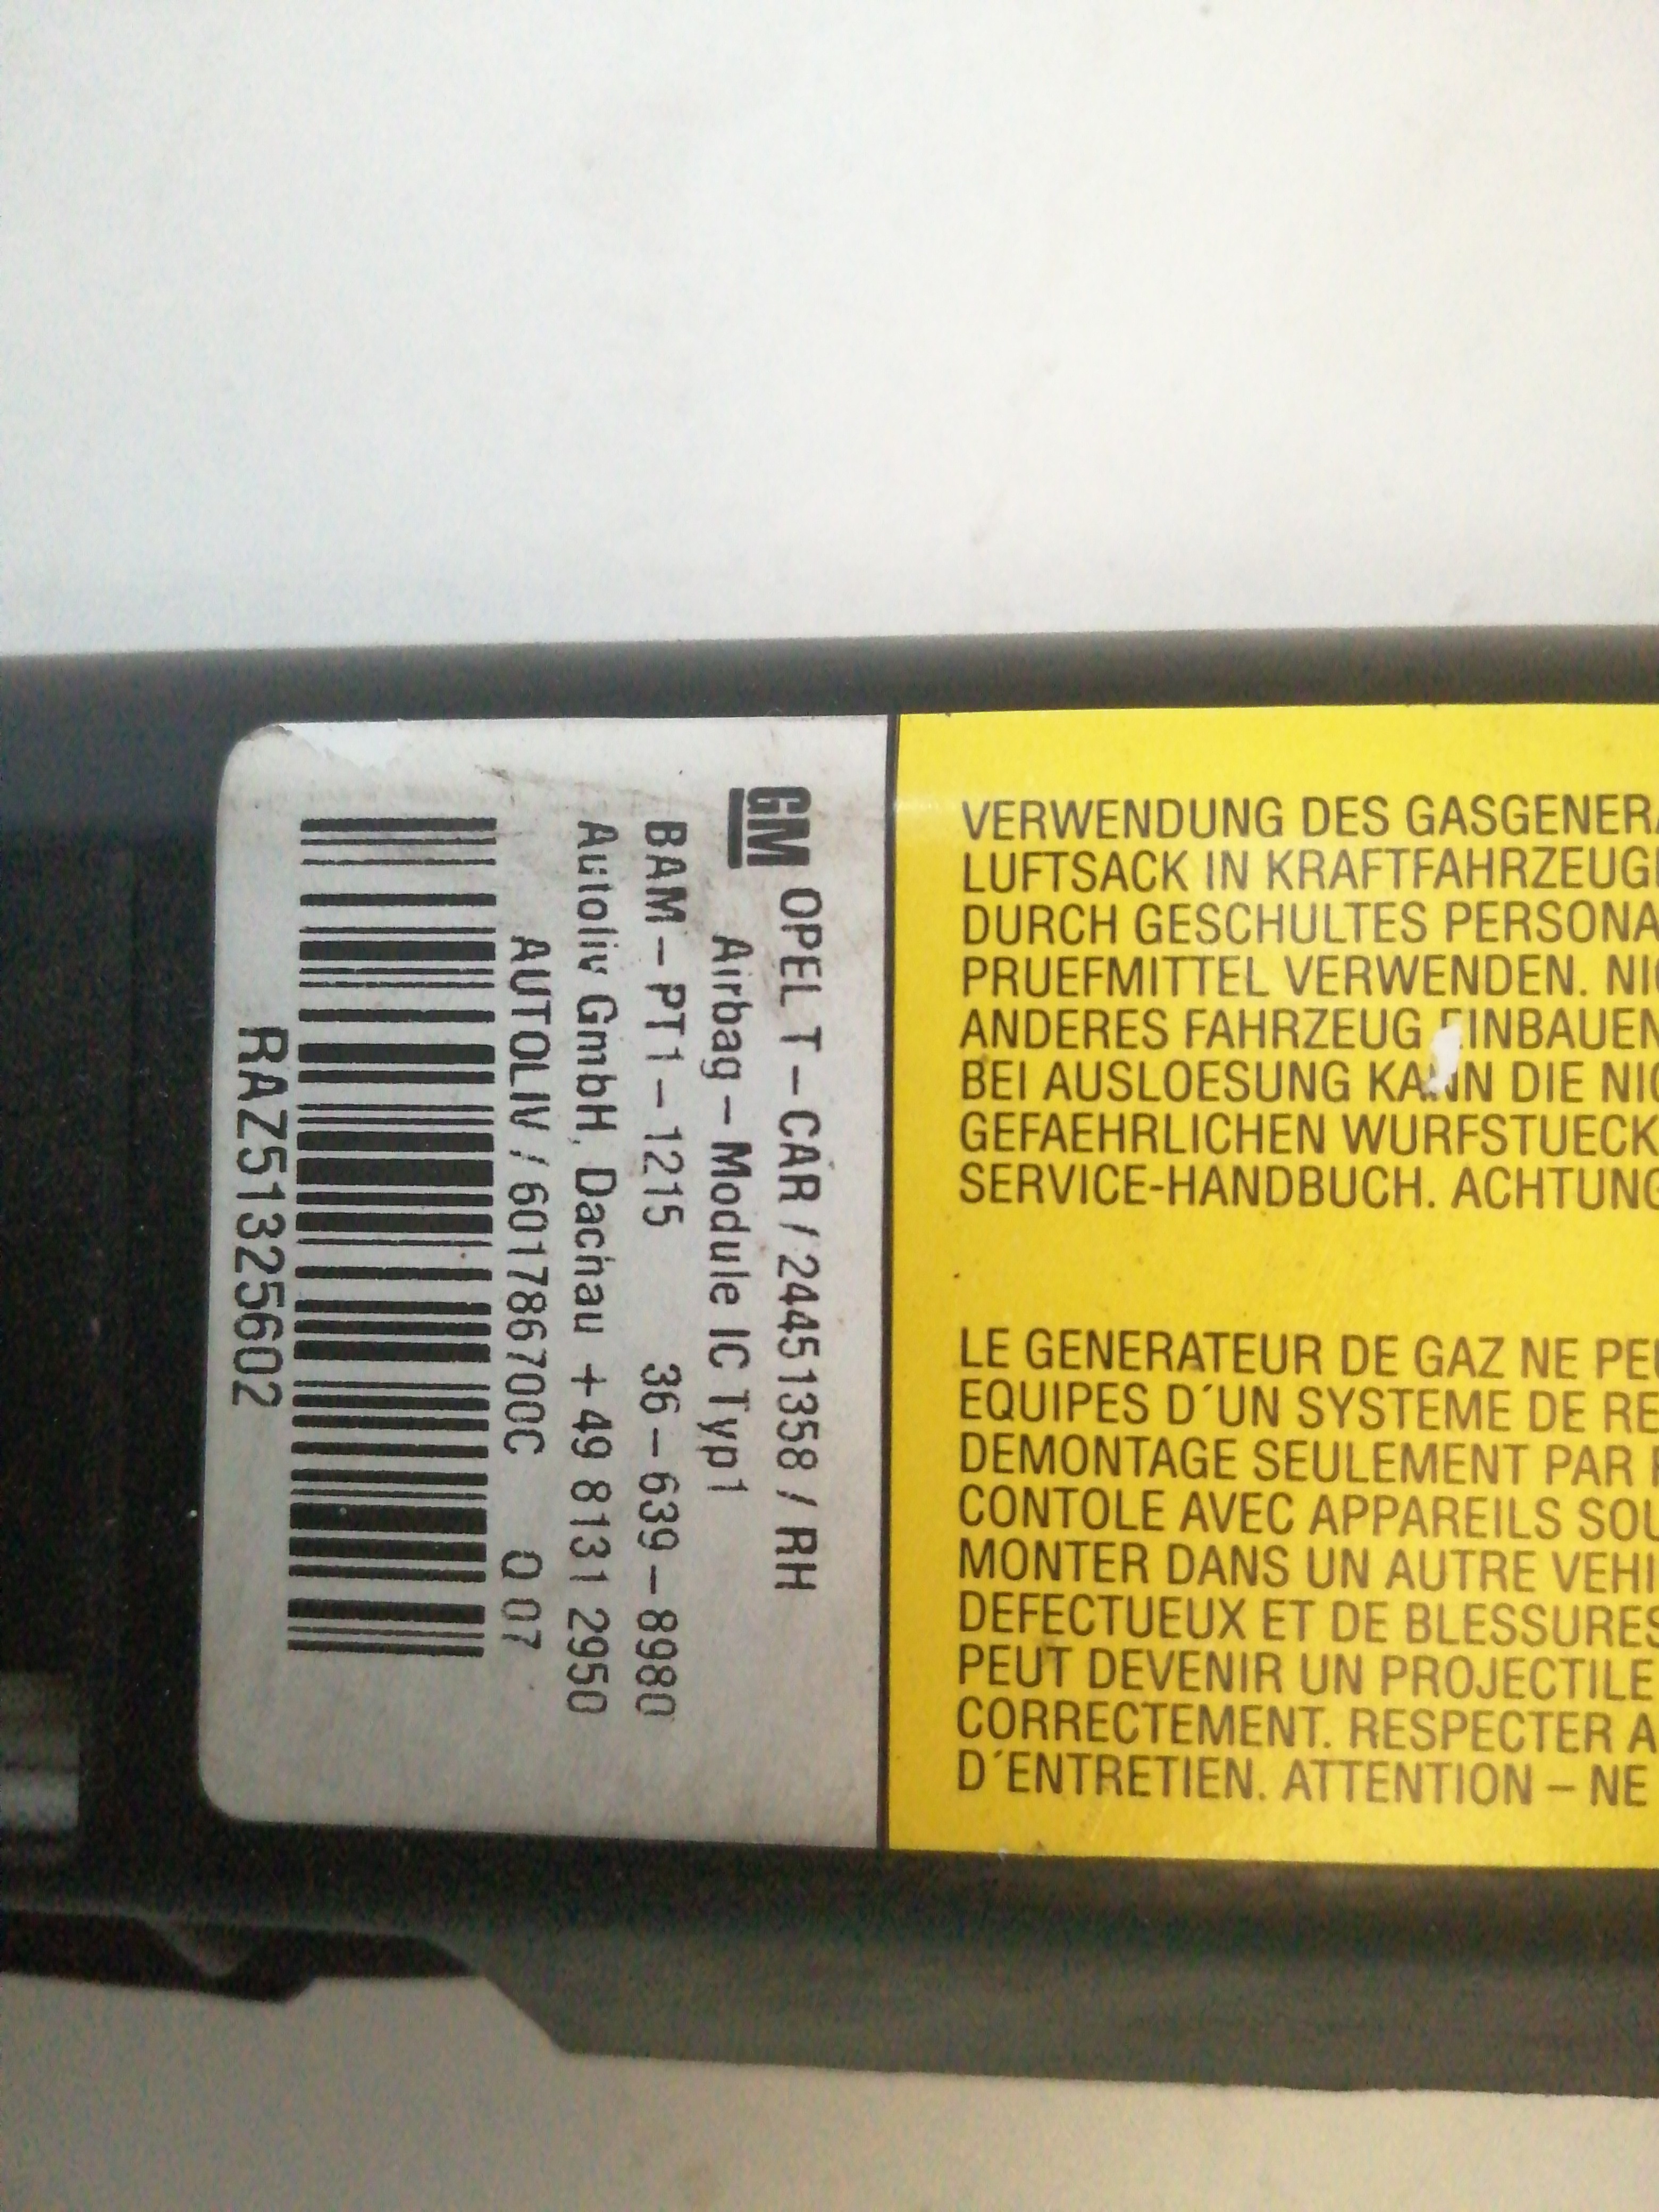 GM OPEL T-CAR / 24451358 / RH
Airbag-Module IC Typ1
BAM-PT1-1215 36-639-8980
Autoliv GmbH, Dachau +49 8131 2950
AUTOLIV / 601786700C Q 07
RAZ51325602
VERWENDUNG DES GASGENERA
LUFTSACK IN KRAFTFAHRZEUG
DURCH GESCHULTES PERSONA
PRUEFMITTEL VERWENDEN. NI
ANDERES FAHRZEUG EINBAUEN
BEI AUSLOESUNG KANN DIE NI
GEFAEHRLICHEN WURFSTUECK
SERVICE-HANDBUCH. ACHTUNG
LE GENERATEUR DE GAZ NE PEU
EQUIPES D´UN SYSTEME DE RE
DEMONTAGE SEULEMENT PAR
CONTOLE AVEC APPAREILS SOU
MONTER DANS UN AUTRE VEHI
DEFECTUEUX ET DE BLESSURES
PEUT DEVENIR UN PROJECTILE
CORRECTEMENT. RESPECTER A
D´ENTRETIEN. ATTENTION – NE